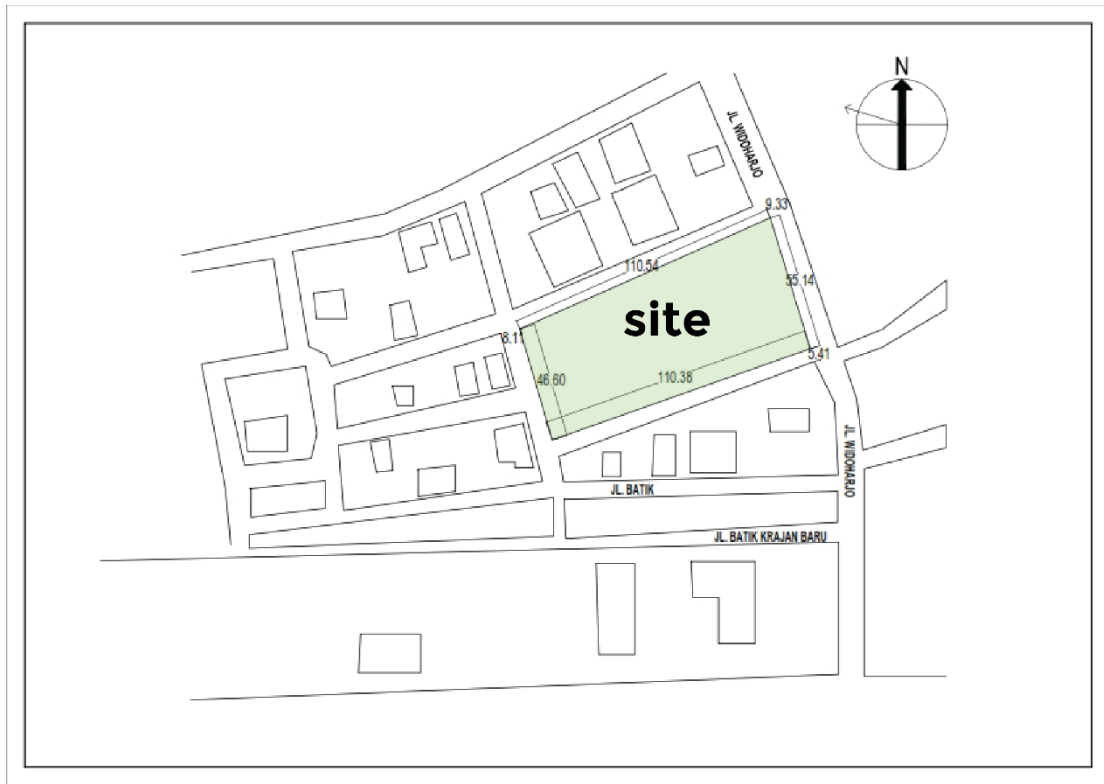 N
JL. WIDOHARJO
9.33
110.54
55.14
site
8.11
5.41
46.60
110.38
JL. WIDOHARJO
JL. BATIK
JL. BATIK KRAJAN BARU